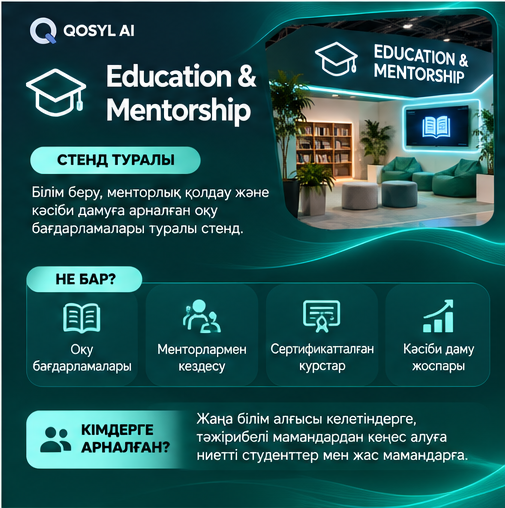 QOSYL AI
Education &
Mentorship
EDUCATION &
MENTORSHIP
СТЕНД ТУРАЛЫ
Білім беру, менторлық қолдау және
кәсіби дамуға арналған оқу
бағдарламалары туралы стенд.
НЕ БАР?
Оқу
бағдарламалары
Менторлармен
кездесу
Сертификатталған
курстар
Кәсіби даму
жоспары
КІМДЕРГЕ
АРНАЛҒАН?
Жаңа білім алғысы келетіндерге,
тәжірибелі мамандардан кеңес алуға
ниетті студенттер мен жас мамандарға.